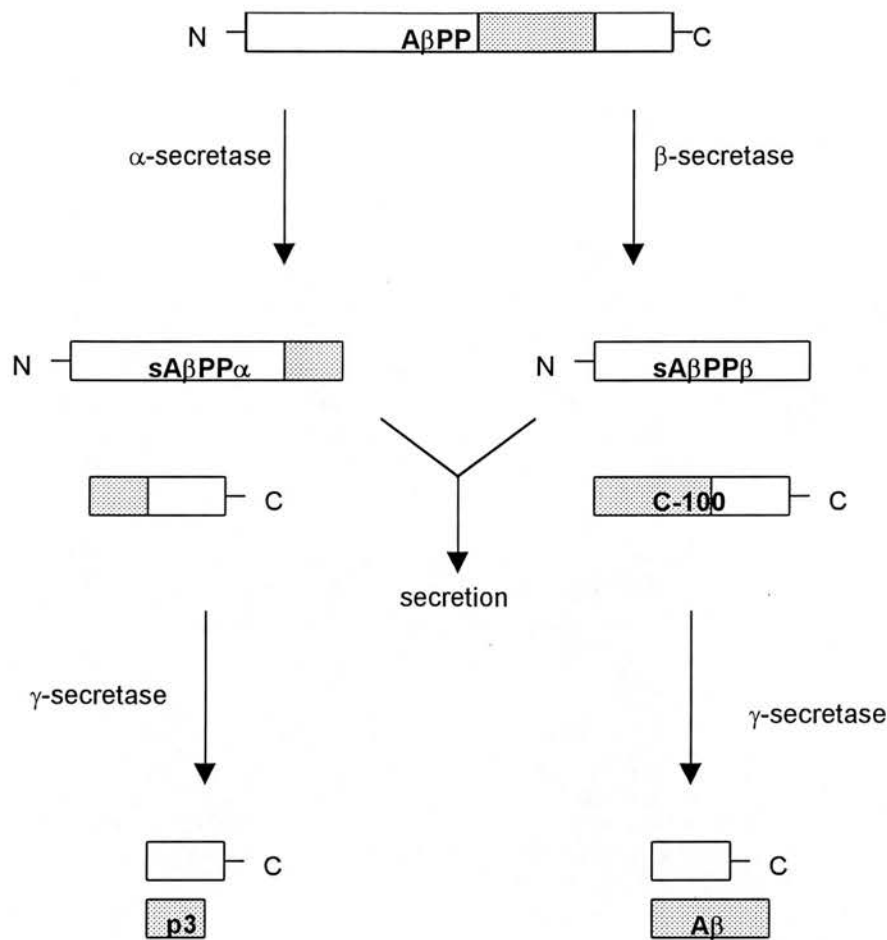 N AβPP C
α-secretase β-secretase
N sAβPPα N sAβPPβ
C C-100 C
secretion
γ-secretase γ-secretase
C C
p3 Aβ